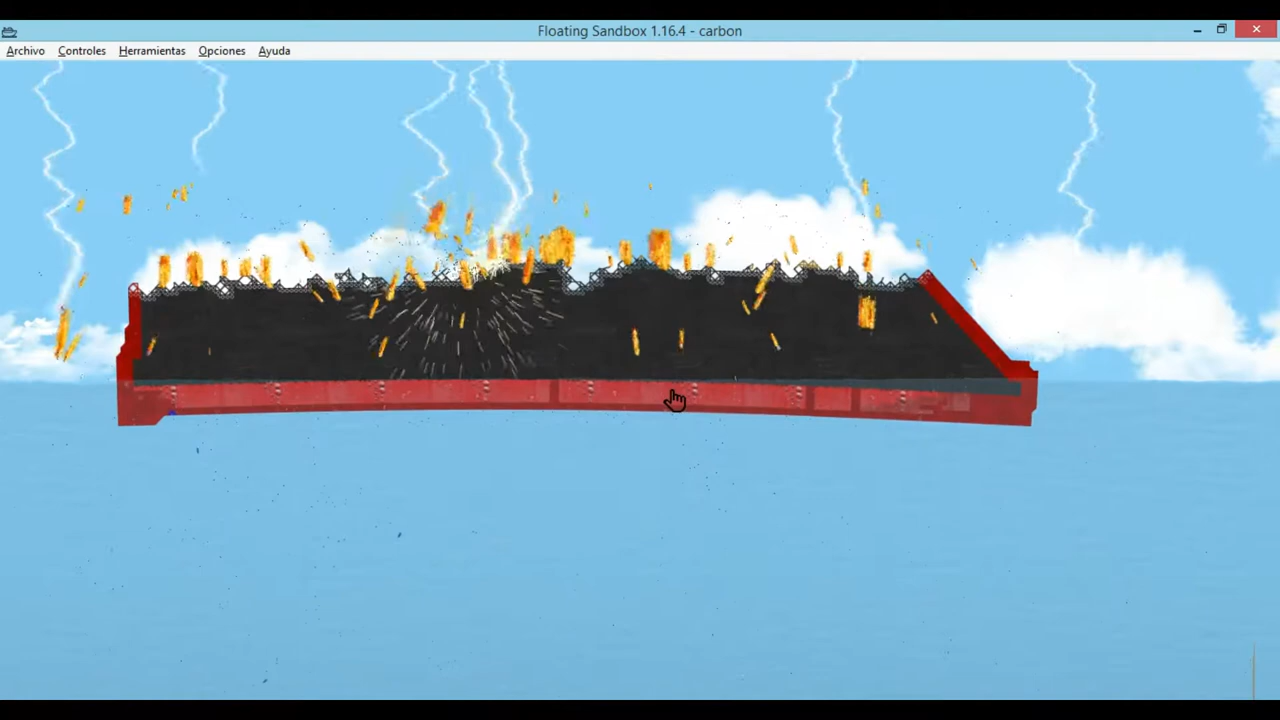 Floating Sandbox 1.16.4 - carbon
Archivo Controles Herramientas Opciones Ayuda